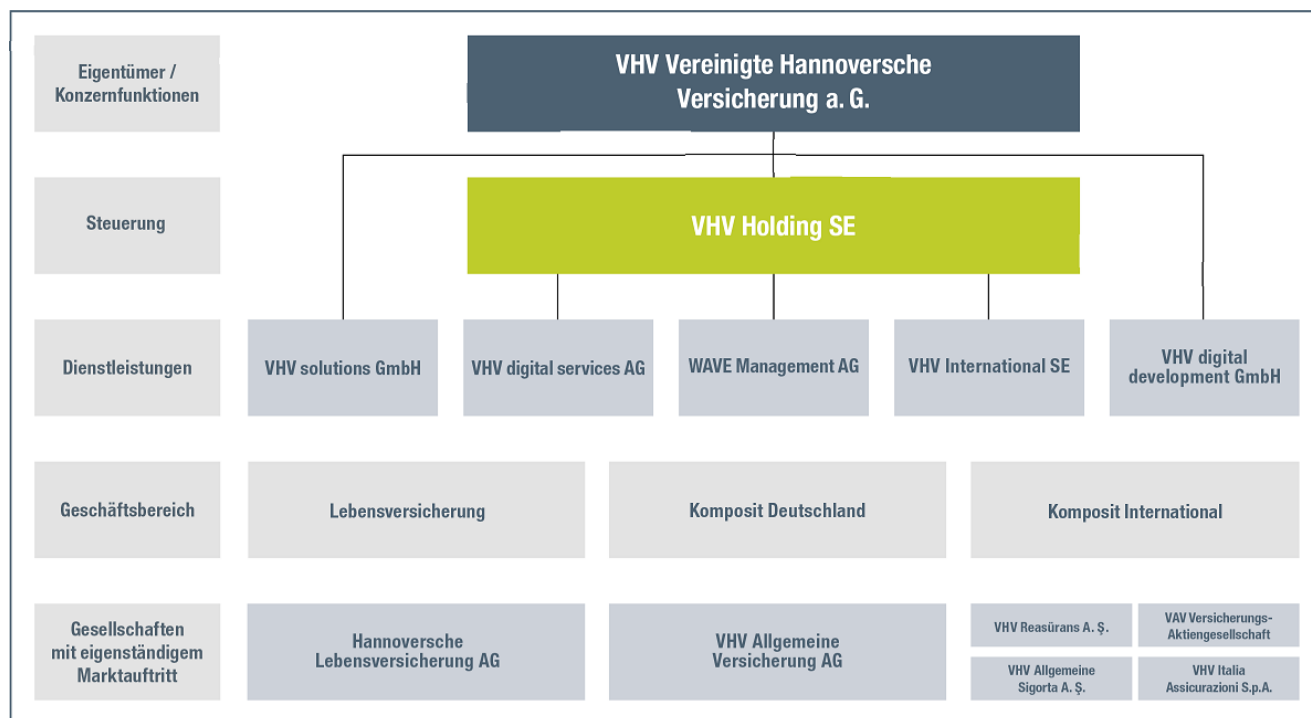 Eigentümer /
Konzernfunktionen
VHV Vereinigte Hannoversche
Versicherung a. G.
Steuerung
VHV Holding SE
Dienstleistungen
VHV solutions GmbH
VHV digital services AG
WAVE Management AG
VHV International SE
VHV digital
development GmbH
Geschäftsbereich
Lebensversicherung
Komposit Deutschland
Komposit International
Gesellschaften
mit eigenständigem
Marktauftritt
Hannoversche
Lebensversicherung AG
VHV Allgemeine
Versicherung AG
VHV Reasürans A. Ş.
VAV Versicherungs-
Aktiengesellschaft
VHV Allgemeine
Sigorta A. Ş.
VHV Italia
Assicurazioni S.p.A.